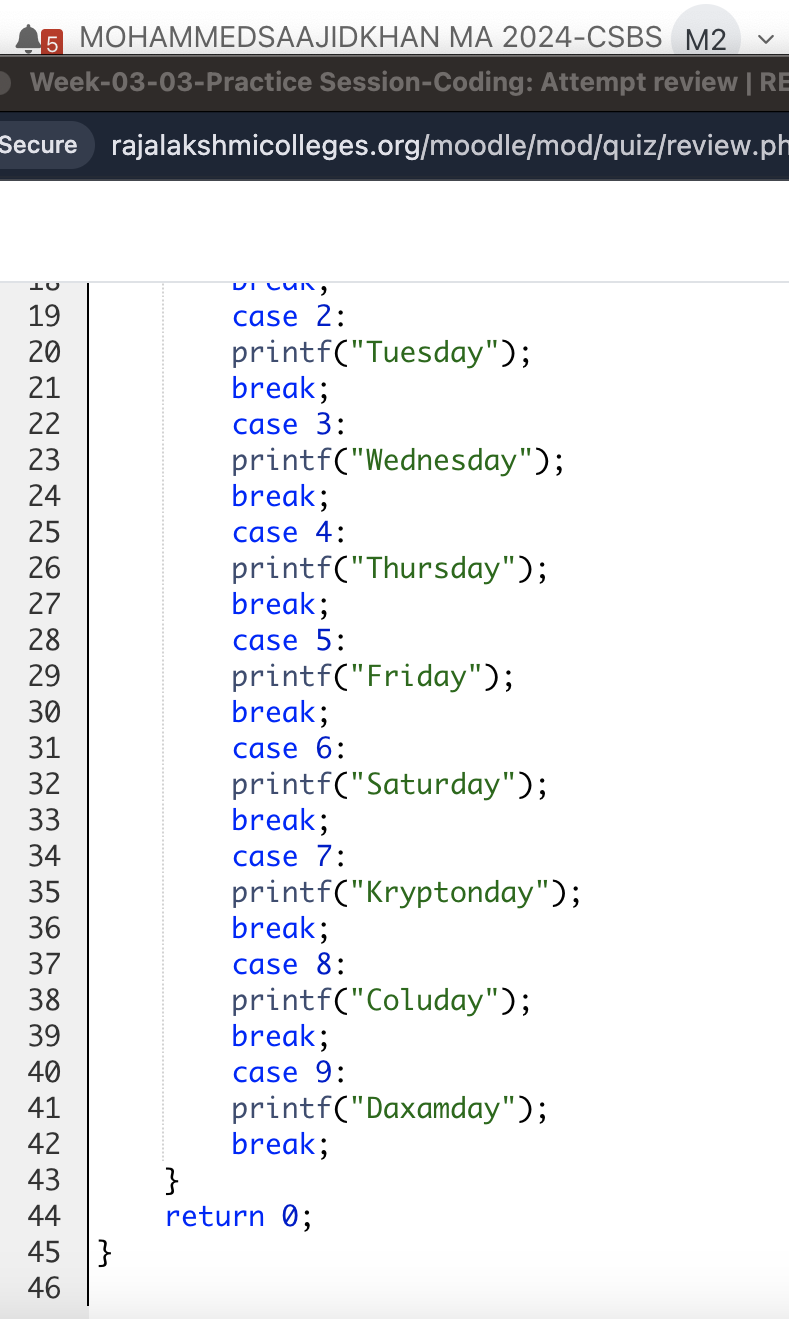 5 MOHAMMEDSAAJIDKHAN MA 2024-CSBS M2
Week-03-03-Practice Session-Coding: Attempt review | RE
Secure rajalakshmicolleges.org/moodle/mod/quiz/review.ph
18 break;
19 case 2:
20 printf("Tuesday");
21 break;
22 case 3:
23 printf("Wednesday");
24 break;
25 case 4:
26 printf("Thursday");
27 break;
28 case 5:
29 printf("Friday");
30 break;
31 case 6:
32 printf("Saturday");
33 break;
34 case 7:
35 printf("Kryptonday");
36 break;
37 case 8:
38 printf("Coluday");
39 break;
40 case 9:
41 printf("Daxamday");
42 break;
43 }
44 return 0;
45 }
46